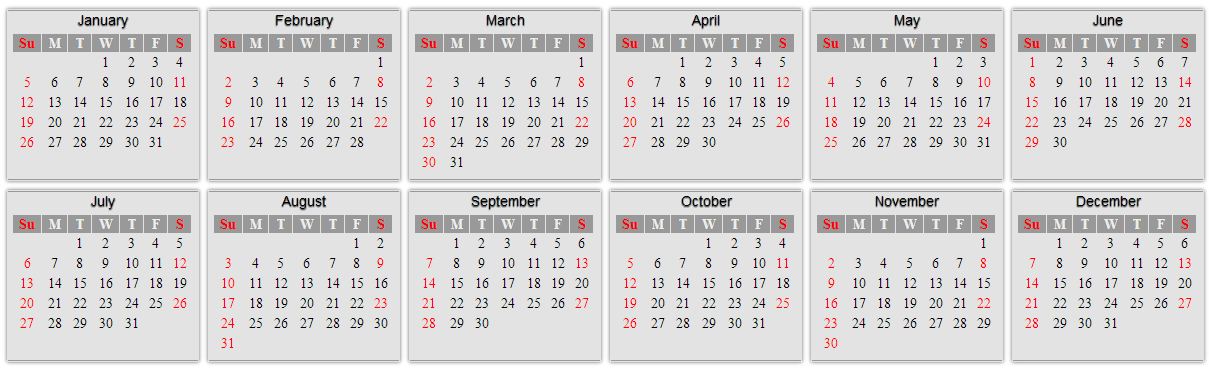 January
Su M T W T F S
1 2 3 4
5 6 7 8 9 10 11
12 13 14 15 16 17 18
19 20 21 22 23 24 25
26 27 28 29 30 31
February
Su M T W T F S
1
2 3 4 5 6 7 8
9 10 11 12 13 14 15
16 17 18 19 20 21 22
23 24 25 26 27 28
March
Su M T W T F S
1
2 3 4 5 6 7 8
9 10 11 12 13 14 15
16 17 18 19 20 21 22
23 24 25 26 27 28 29
30 31
April
Su M T W T F S
1 2 3 4 5
6 7 8 9 10 11 12
13 14 15 16 17 18 19
20 21 22 23 24 25 26
27 28 29 30
May
Su M T W T F S
1 2 3
4 5 6 7 8 9 10
11 12 13 14 15 16 17
18 19 20 21 22 23 24
25 26 27 28 29 30 31
June
Su M T W T F S
1 2 3 4 5 6 7
8 9 10 11 12 13 14
15 16 17 18 19 20 21
22 23 24 25 26 27 28
29 30
July
Su M T W T F S
1 2 3 4 5
6 7 8 9 10 11 12
13 14 15 16 17 18 19
20 21 22 23 24 25 26
27 28 29 30 31
August
Su M T W T F S
1 2
3 4 5 6 7 8 9
10 11 12 13 14 15 16
17 18 19 20 21 22 23
24 25 26 27 28 29 30
31
September
Su M T W T F S
1 2 3 4 5 6
7 8 9 10 11 12 13
14 15 16 17 18 19 20
21 22 23 24 25 26 27
28 29 30
October
Su M T W T F S
1 2 3 4
5 6 7 8 9 10 11
12 13 14 15 16 17 18
19 20 21 22 23 24 25
26 27 28 29 30 31
November
Su M T W T F S
1
2 3 4 5 6 7 8
9 10 11 12 13 14 15
16 17 18 19 20 21 22
23 24 25 26 27 28 29
30
December
Su M T W T F S
1 2 3 4 5 6
7 8 9 10 11 12 13
14 15 16 17 18 19 20
21 22 23 24 25 26 27
28 29 30 31